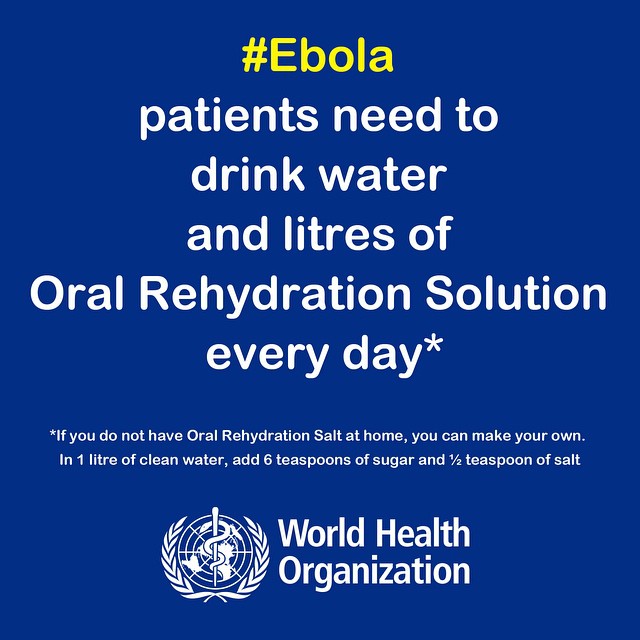 #Ebola
patients need to
drink water
and litres of
Oral Rehydration Solution
every day*
*If you do not have Oral Rehydration Salt at home, you can make your own.
In 1 litre of clean water, add 6 teaspoons of sugar and ½ teaspoon of salt
World Health
Organization